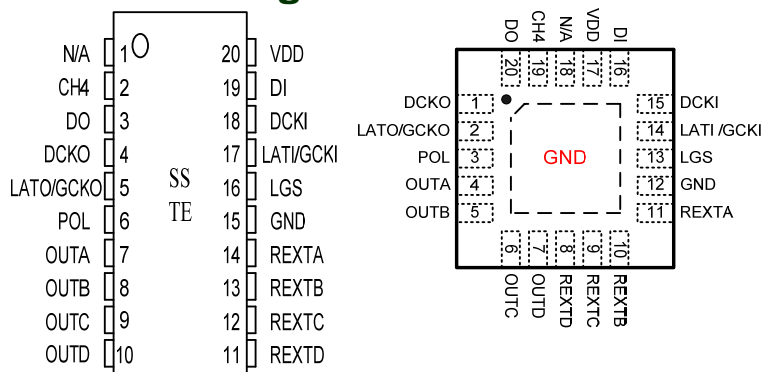 N/A 1 20 VDD
CH4 2 19 DI
DO 3 18 DCKI
DCKO 4 17 LATI/GCKI
LATO/GCKO 5 16 LGS
POL 6 15 GND
OUTA 7 14 REXTA
OUTB 8 13 REXTB
OUTC 9 12 REXTC
OUTD 10 11 REXTD
SS
TE
DO CH4 N/A VDD DI
20 19 18 17 16
DCKO 1 15 DCKI
LATO/GCKO 2 14 LATI /GCKI
POL 3 GND 13 LGS
OUTA 4 12 GND
OUTB 5 11 REXTA
6 7 8 9 10
OUTC OUTD REXTD REXTC REXTB